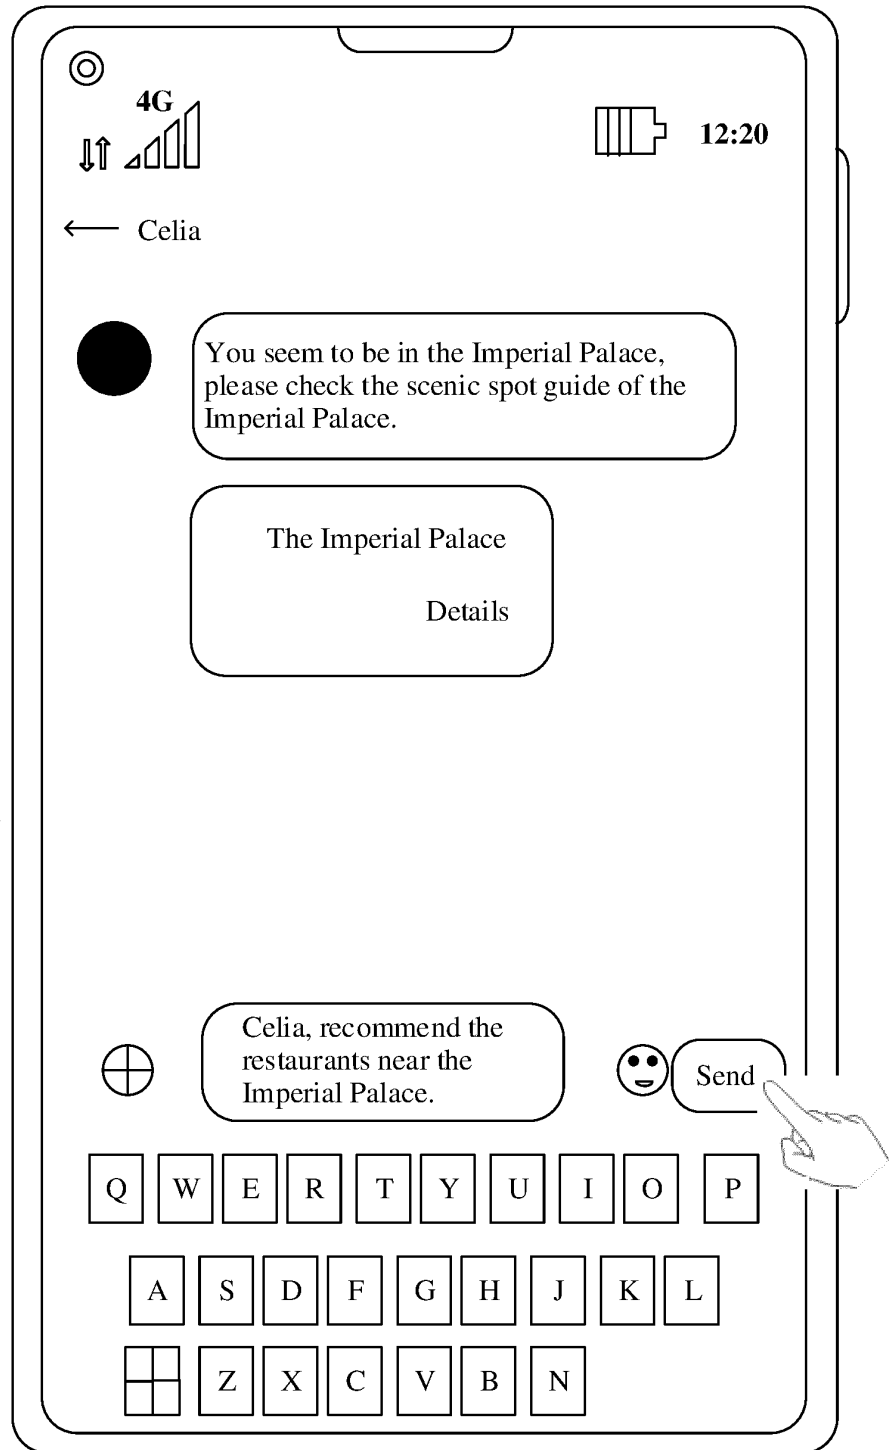 4G
12:20
Celia
You seem to be in the Imperial Palace,
please check the scenic spot guide of the
Imperial Palace.
The Imperial Palace
Details
Celia, recommend the
restaurants near the
Imperial Palace.
Send
Q W E R T Y U I O P
A S D F G H J K L
Z X C V B N